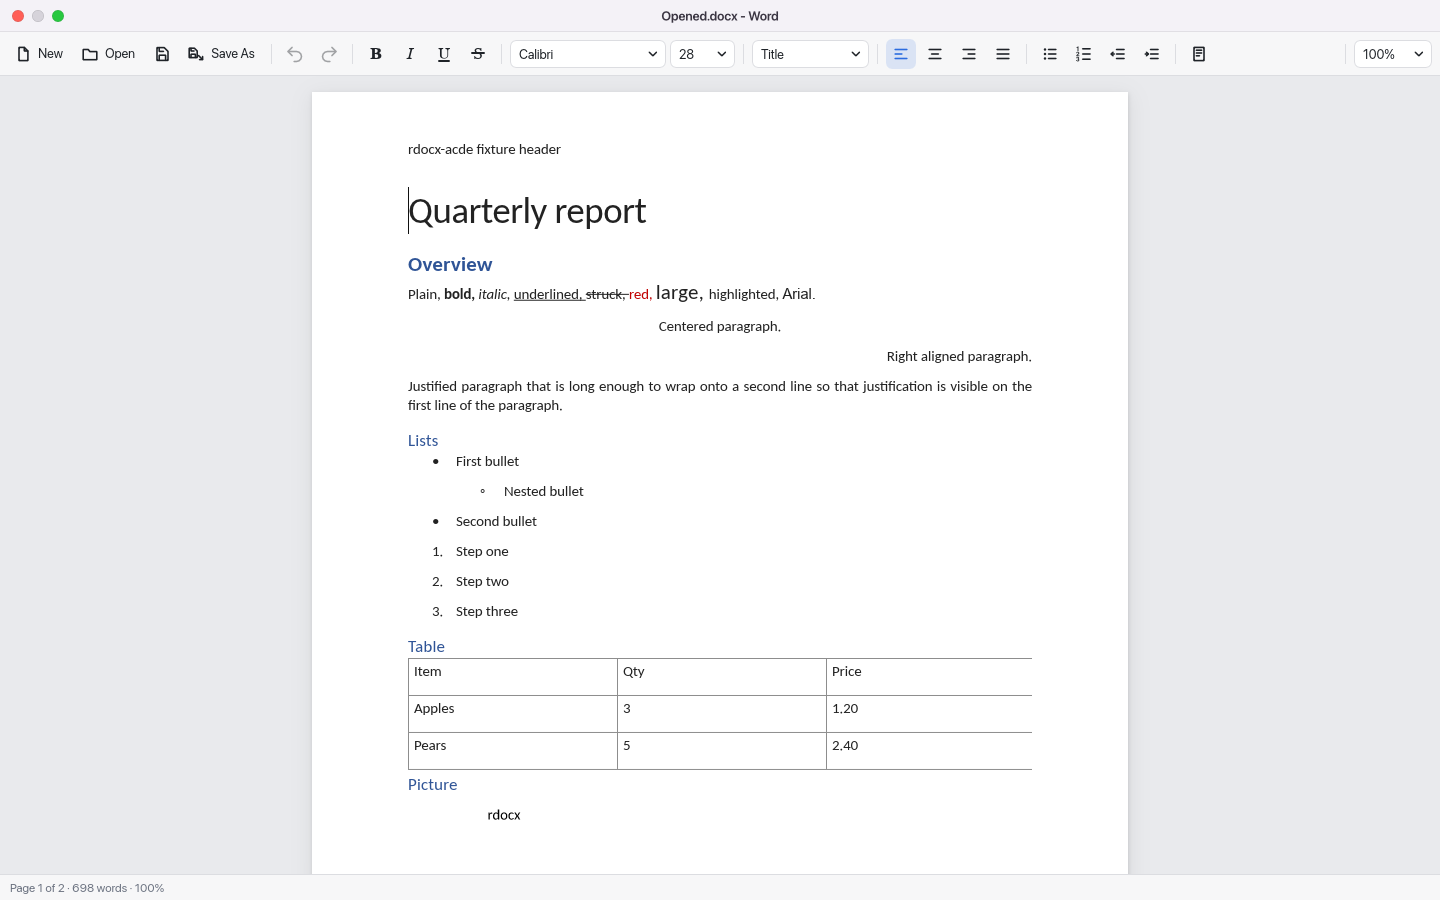 Opened.docx - Word
New Open Save As B I U S Calibri 28 Title 100%
rdocx-acde fixture header
Quarterly report
Overview
Plain, bold, italic, underlined, struck, red, large, highlighted, Arial.
Centered paragraph.
Right aligned paragraph.
Justified paragraph that is long enough to wrap onto a second line so that justification is visible on the
first line of the paragraph.
Lists
• First bullet
◦ Nested bullet
• Second bullet
1. Step one
2. Step two
3. Step three
Table
Item Qty Price
Apples 3 1.20
Pears 5 2.40
Picture
rdocx
Page 1 of 2 · 698 words · 100%